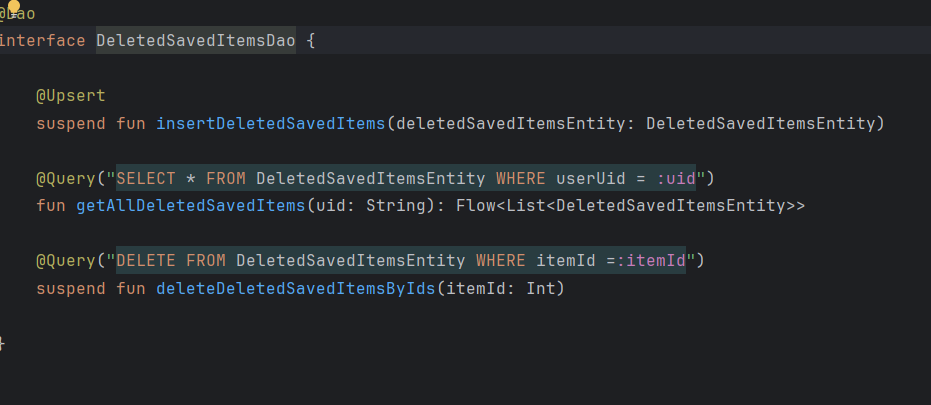 @Dao
interface DeletedSavedItemsDao {
@Upsert
suspend fun insertDeletedSavedItems(deletedSavedItemsEntity: DeletedSavedItemsEntity)
@Query("SELECT * FROM DeletedSavedItemsEntity WHERE userUid = :uid")
fun getAllDeletedSavedItems(uid: String): Flow<List<DeletedSavedItemsEntity>>
@Query("DELETE FROM DeletedSavedItemsEntity WHERE itemId =:itemId")
suspend fun deleteDeletedSavedItemsByIds(itemId: Int)
}